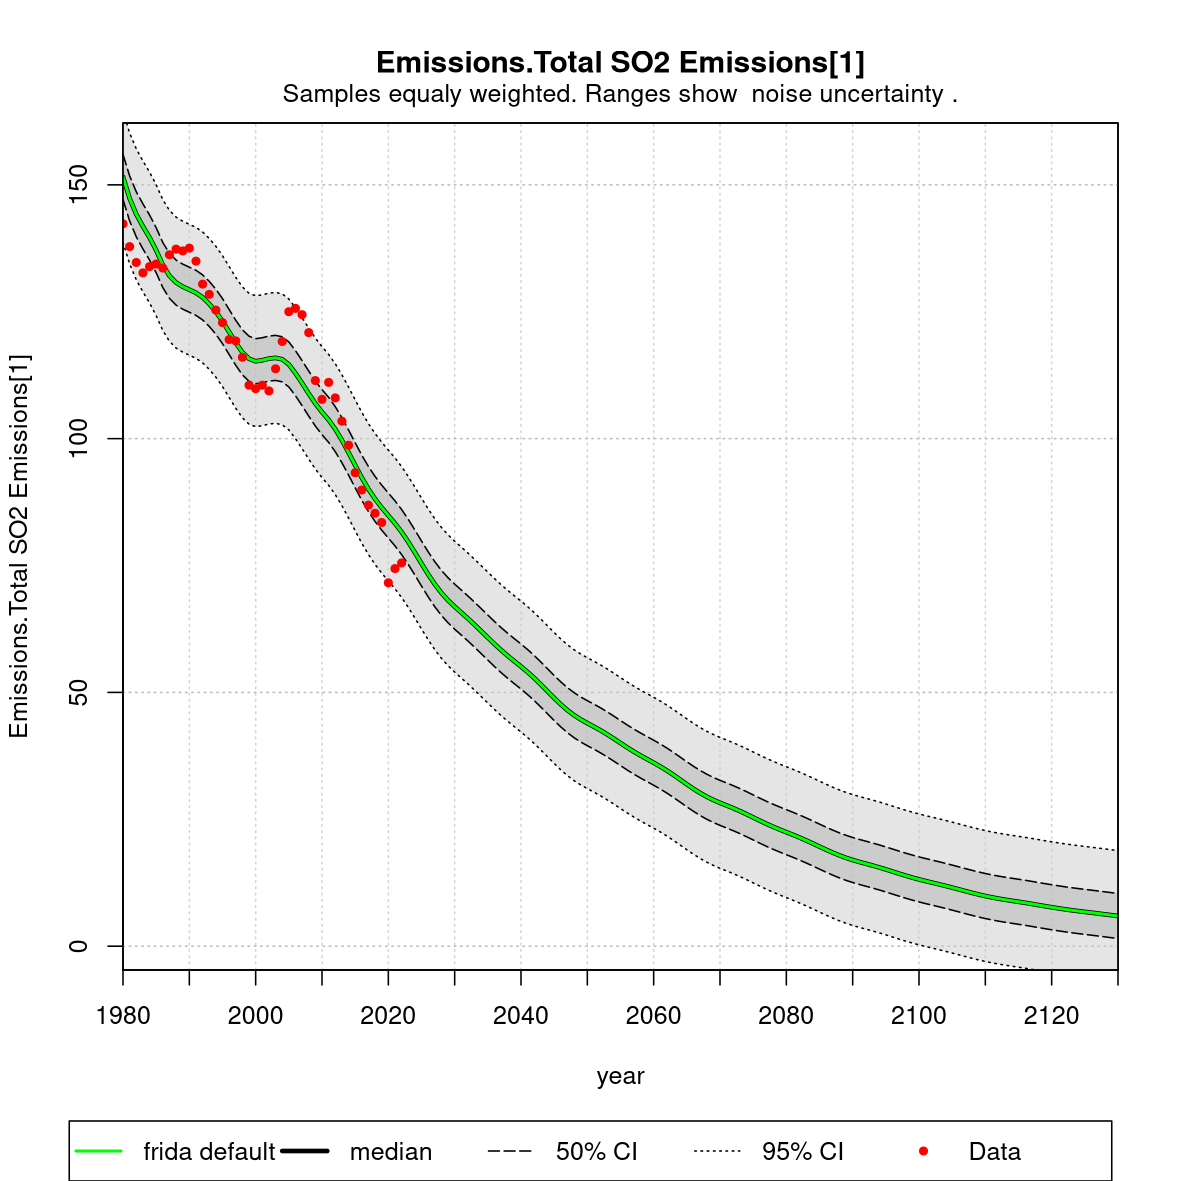 Emissions.Total SO2 Emissions[1]
Samples equaly weighted. Ranges show  noise uncertainty .
Emissions.Total SO2 Emissions[1]
150
100
50
0
1980 2000 2020 2040 2060 2080 2100 2120
year
frida default median 50% CI 95% CI Data